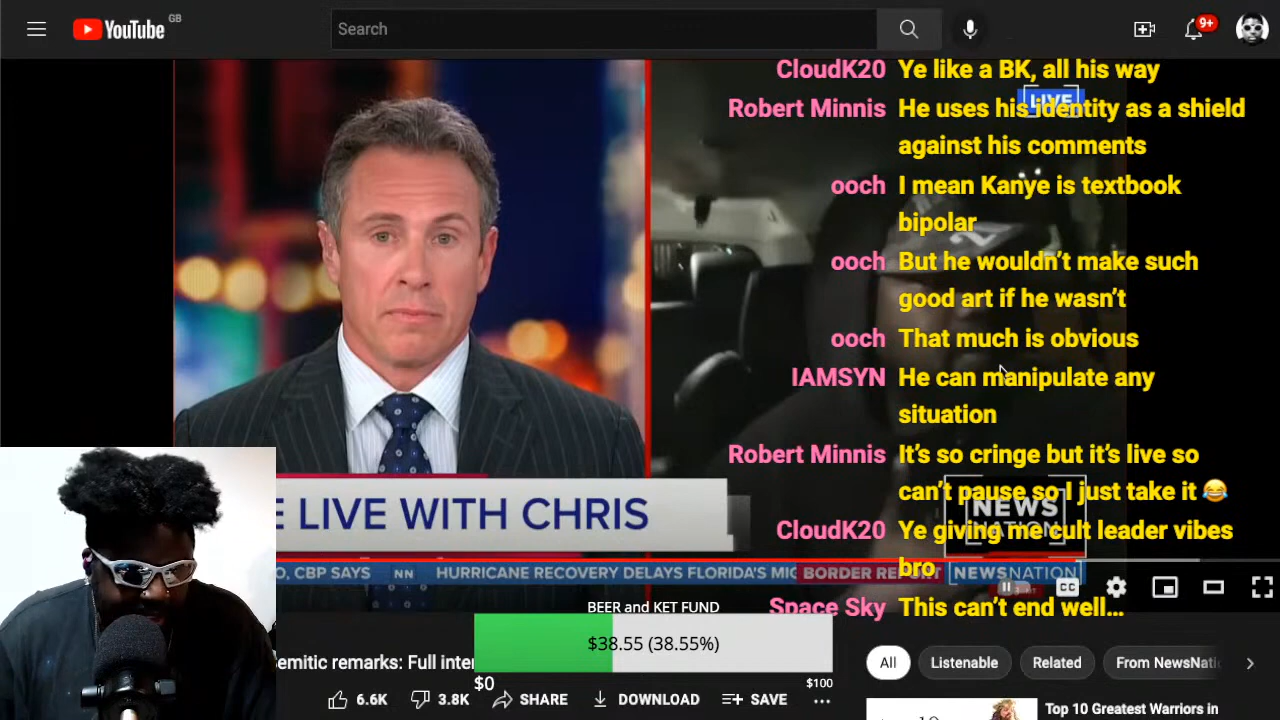 YouTube
GB
Search
9+
CloudK20 Ye like a BK, all his way
LIVE
Robert Minnis He uses his identity as a shield
against his comments
ooch I mean Kanye is textbook
bipolar
ooch But he wouldn't make such
good art if he wasn't
ooch That much is obvious
IAMSYN He can manipulate any
situation
Robert Minnis It's so cringe but it's live so
can't pause so I just take it 😂
CloudK20 Ye giving me cult leader vibes
bro
Space Sky This can't end well...
E LIVE WITH CHRIS
NEWS
NATION
O, CBP SAYS NN HURRICANE RECOVERY DELAYS FLORIDA'S MIG
BORDER REPORT
NEWSNATION
CC
BEER and KET FUND
$38.55 (38.55%)
$0
$100
emitic remarks: Full inter
6.6K
3.8K
SHARE
DOWNLOAD
SAVE
All
Listenable
Related
From NewsNatio
Top 10 Greatest Warriors in